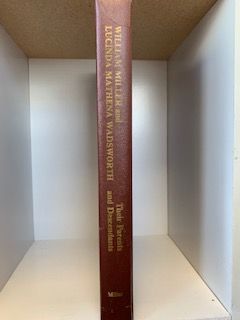 WILLIAM MILLER and
LUCINDA MATHENA WADSWORTH
Their Parents
and Descendants
Miller